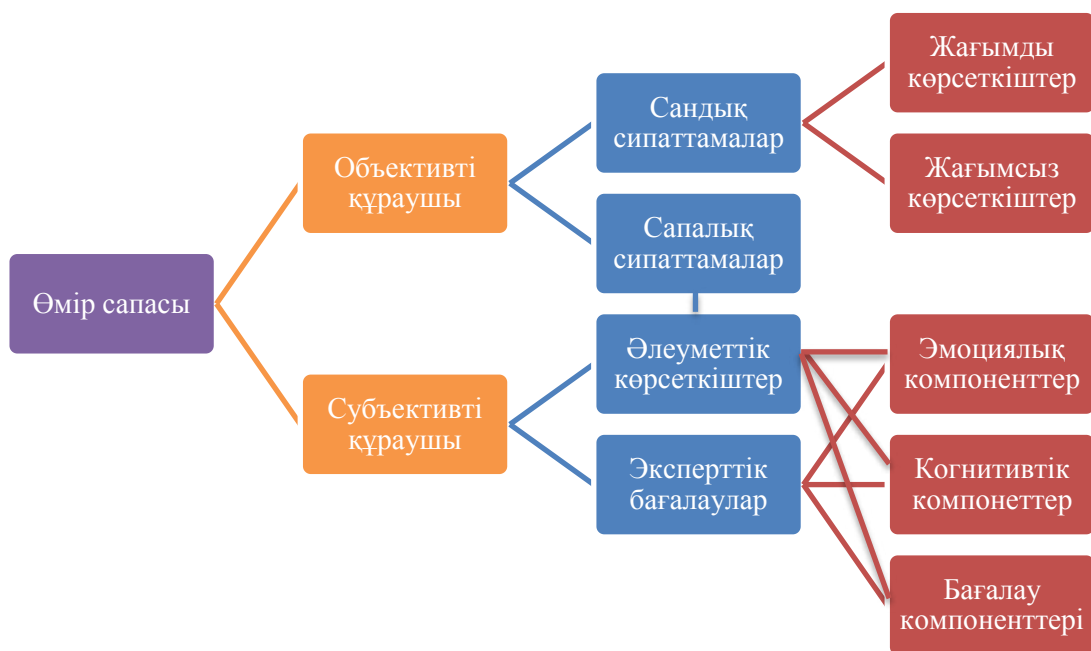 Өмір сапасы
Объективті
құраушы
Субъективті
құраушы
Сандық
сипаттамалар
Сапалық
сипаттамалар
Әлеуметтік
көрсеткіштер
Эксперттік
бағалаулар
Жағымды
көрсеткіштер
Жағымсыз
көрсеткіштер
Эмоциялық
компоненттер
Когнитивтік
компонеттер
Бағалау
компоненттері